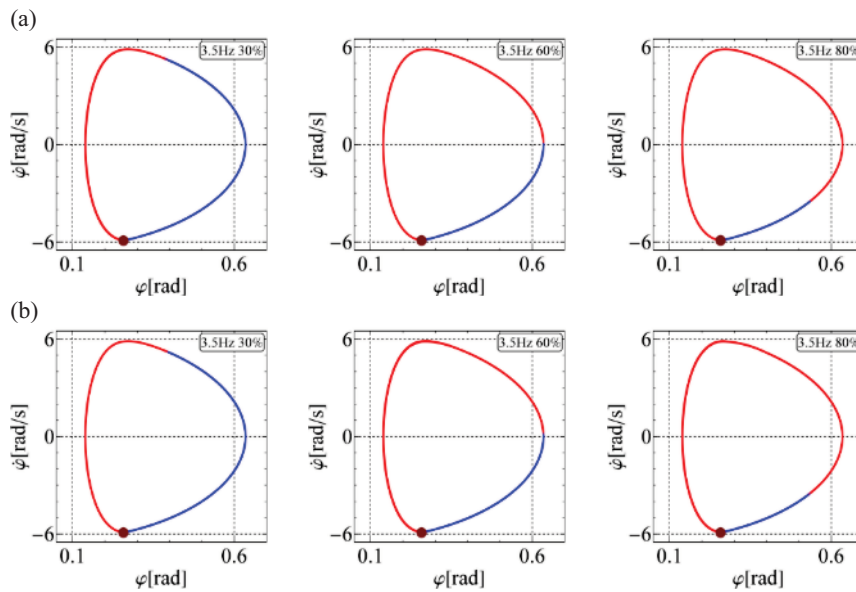 (a)
6
3.5Hz 30%
φ̇[rad/s]
0
−6
0.1
0.6
φ[rad]
6
3.5Hz 60%
φ̇[rad/s]
0
−6
0.1
0.6
φ[rad]
6
3.5Hz 80%
φ̇[rad/s]
0
−6
0.1
0.6
φ[rad]
(b)
6
3.5Hz 30%
φ̇[rad/s]
0
−6
0.1
0.6
φ[rad]
6
3.5Hz 60%
φ̇[rad/s]
0
−6
0.1
0.6
φ[rad]
6
3.5Hz 80%
φ̇[rad/s]
0
−6
0.1
0.6
φ[rad]